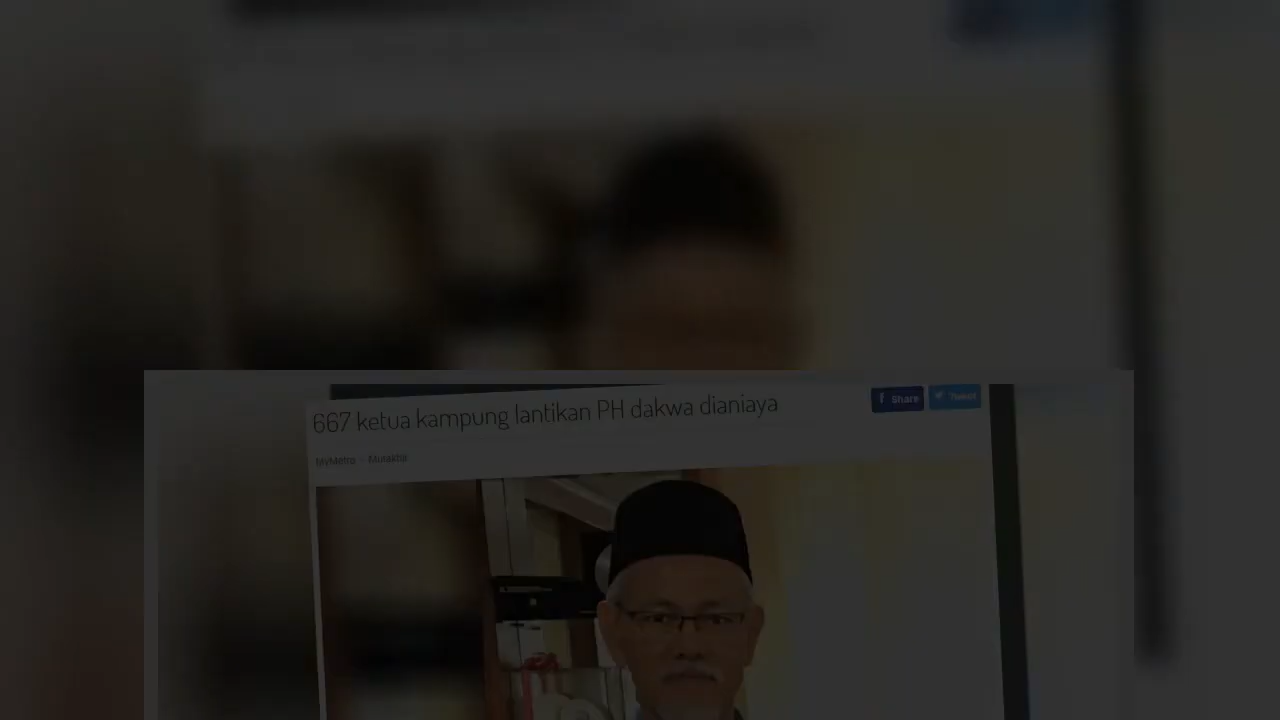 667 ketua kampung lantikan PH dakwa dianiaya
Share
Tweet
MyMetro - Mutakhir